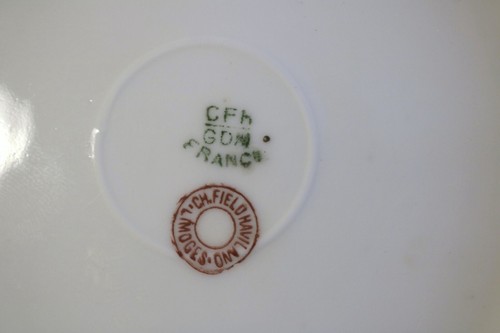 CFh
GDM
FRANCE
CH. FIELD HAVILAND
LIMOGES